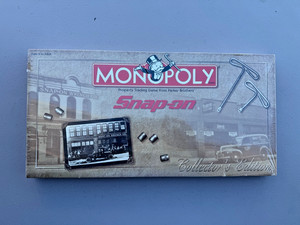 MONOPOLY
Property Trading Game from Parker Brothers
Snap-on
Collector's Edition